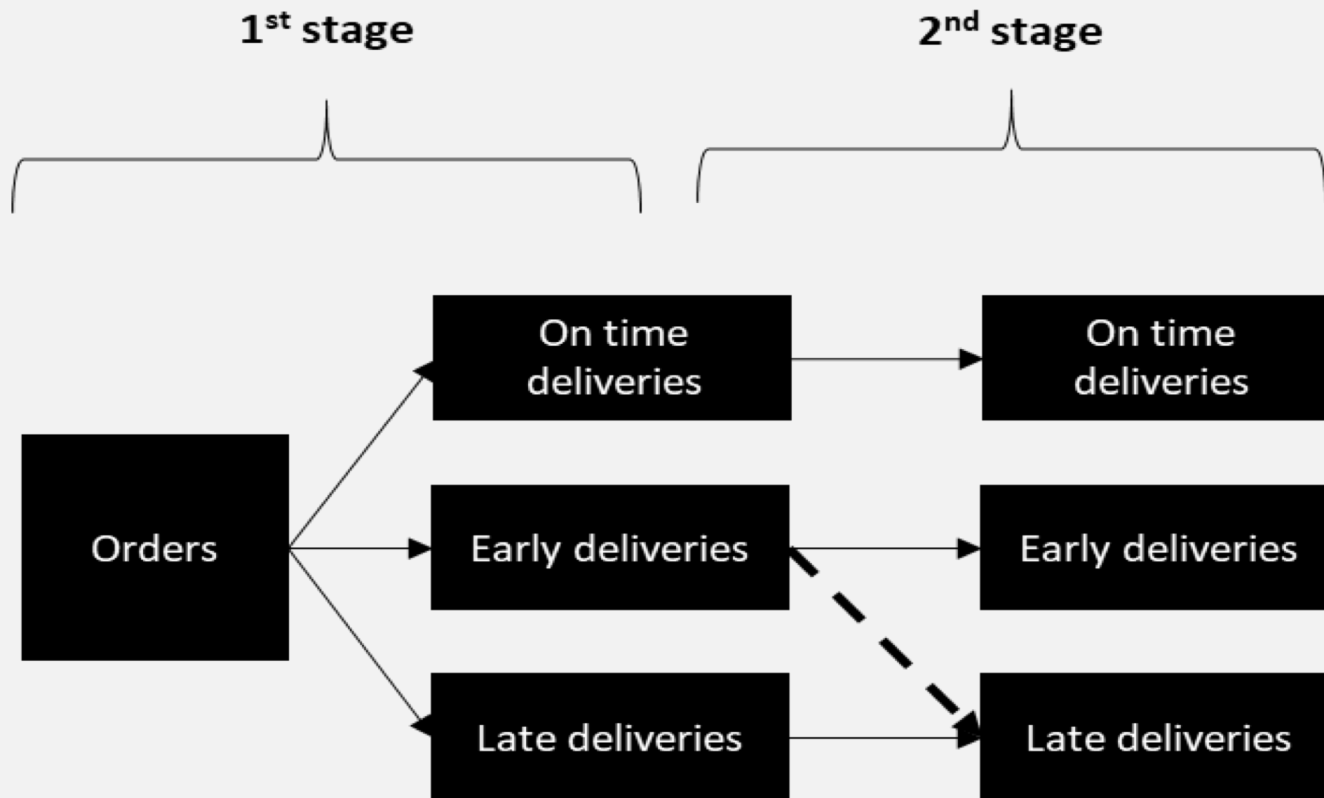 1st stage
2nd stage
On time
deliveries
On time
deliveries
Orders
Early deliveries
Early deliveries
Late deliveries
Late deliveries